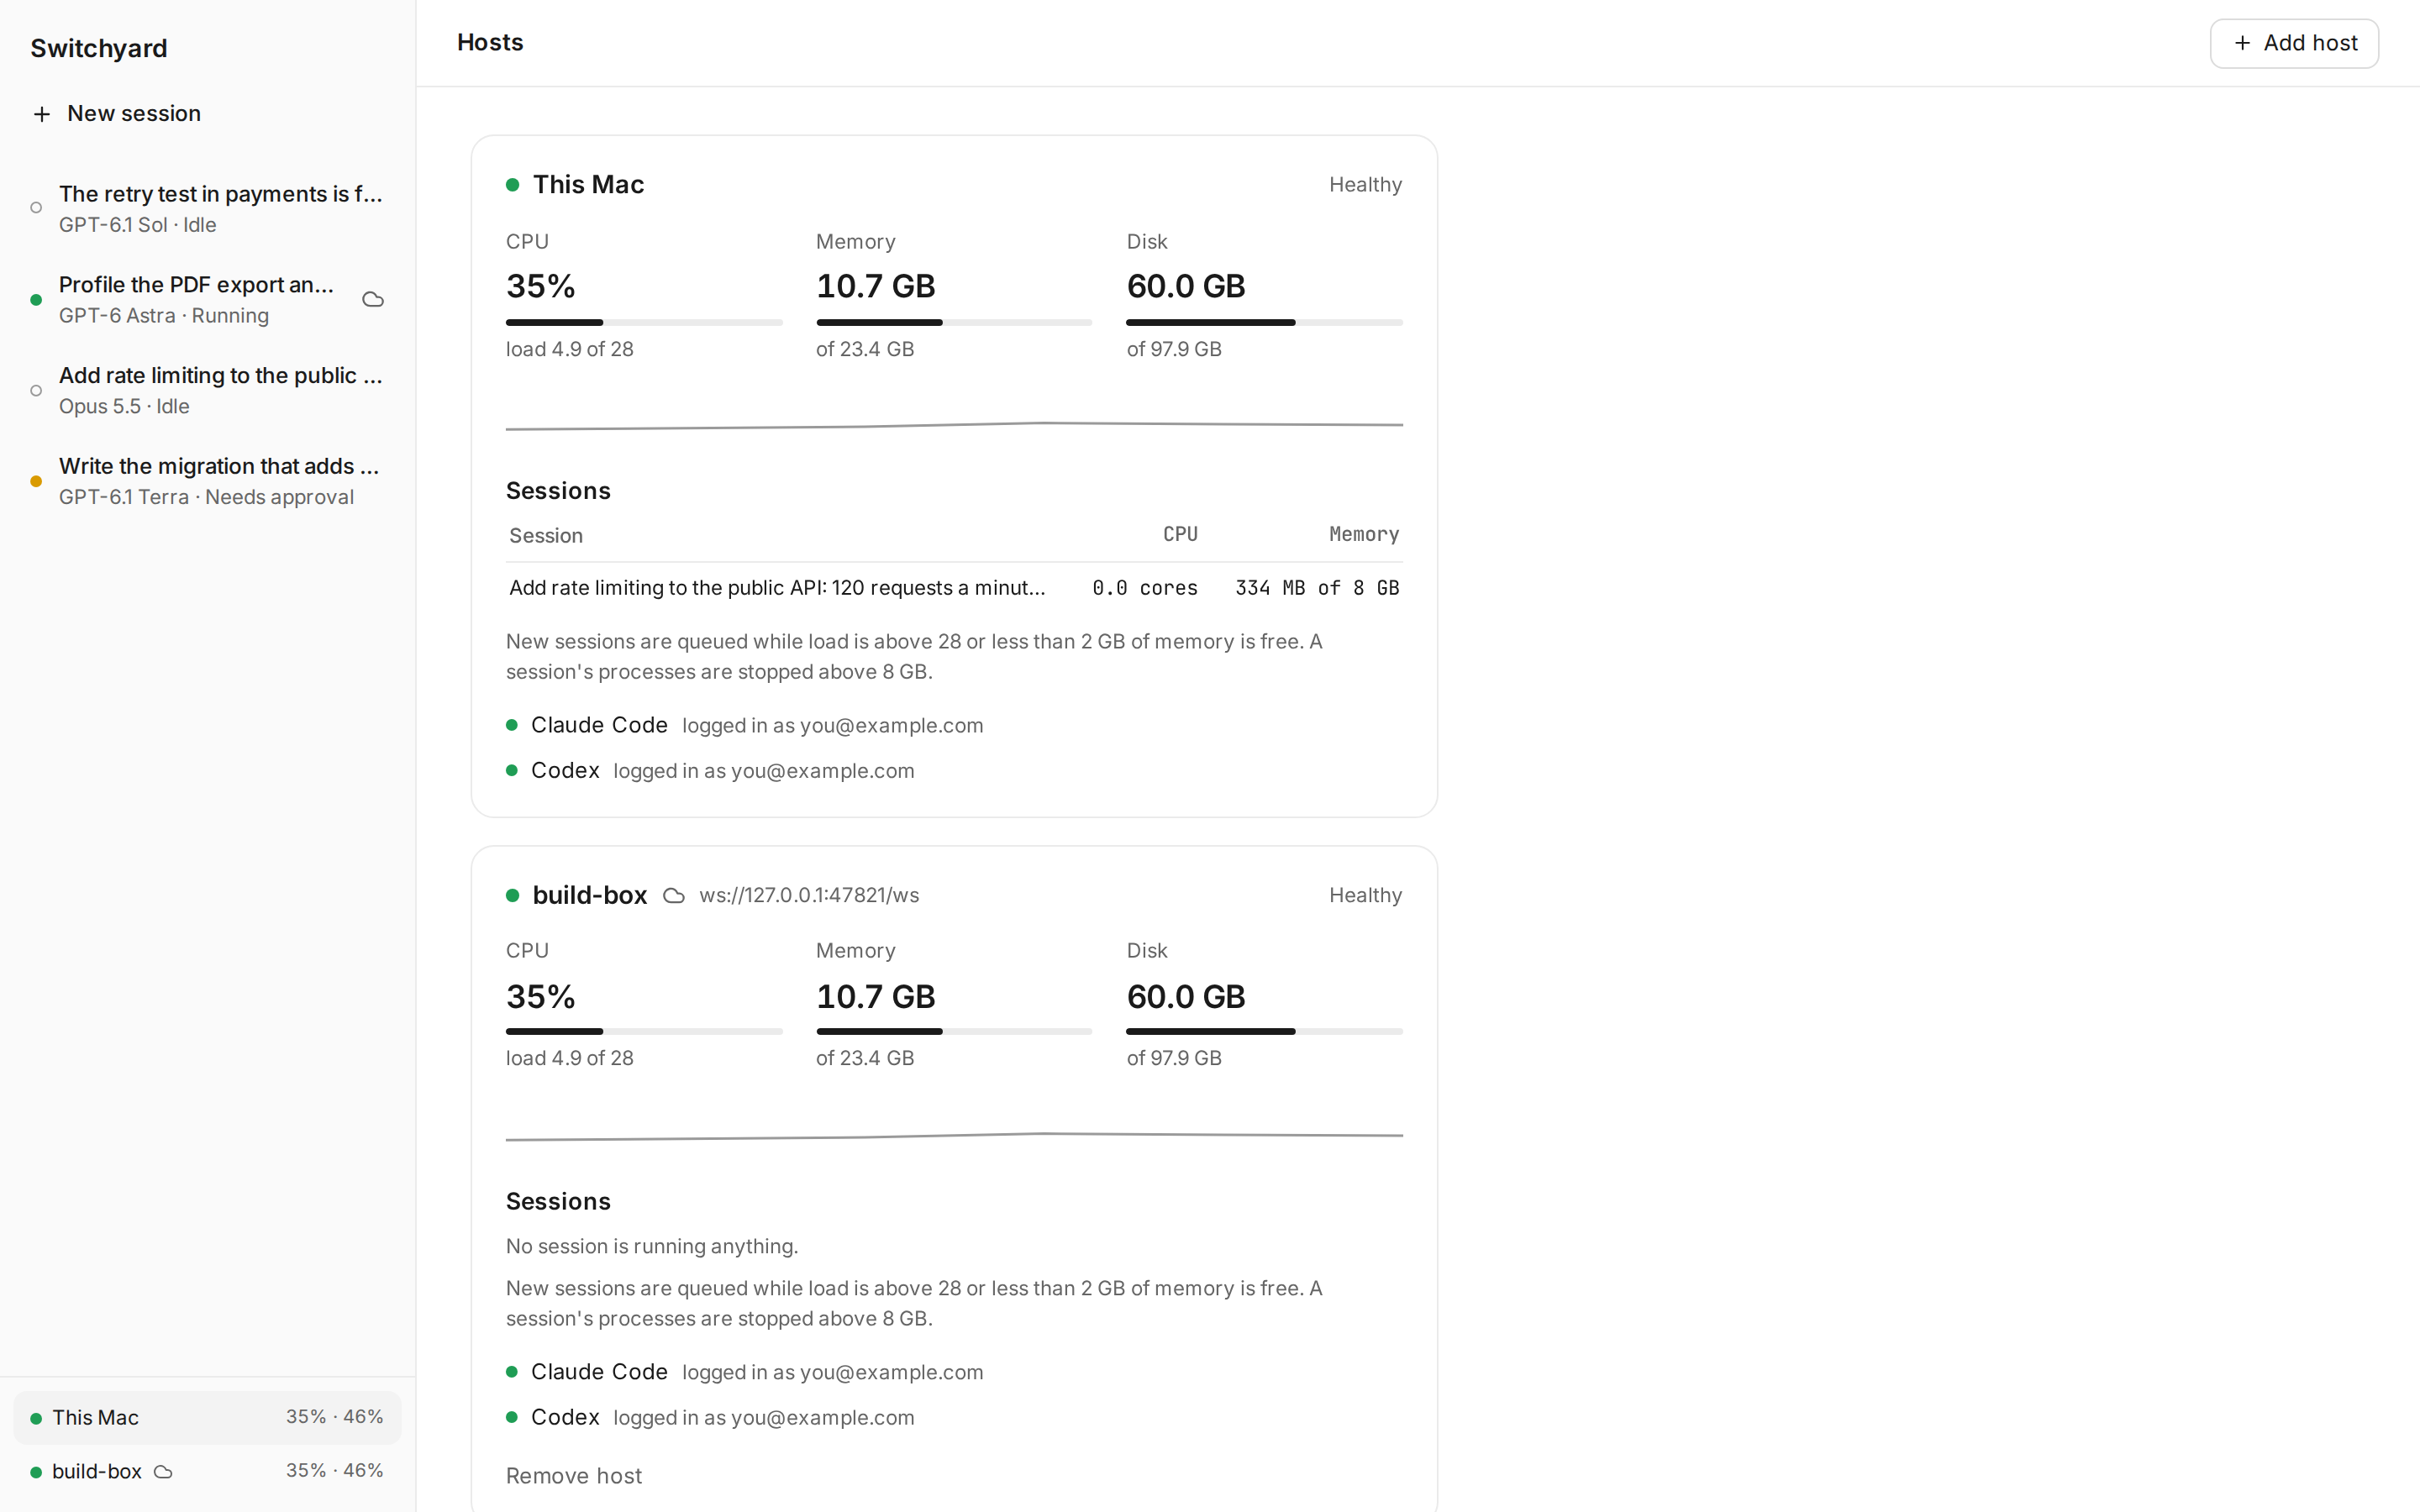 Switchyard
New session
The retry test in payments is f...
GPT-6.1 Sol · Idle
Profile the PDF export an...
GPT-6 Astra · Running
Add rate limiting to the public ...
Opus 5.5 · Idle
Write the migration that adds ...
GPT-6.1 Terra · Needs approval
This Mac 35% · 46%
build-box 35% · 46%
Hosts
Add host
This Mac Healthy
CPU Memory Disk
35% 10.7 GB 60.0 GB
load 4.9 of 28 of 23.4 GB of 97.9 GB
Sessions
Session CPU Memory
Add rate limiting to the public API: 120 requests a minut... 0.0 cores 334 MB of 8 GB
New sessions are queued while load is above 28 or less than 2 GB of memory is free. A
session's processes are stopped above 8 GB.
Claude Code logged in as you@example.com
Codex logged in as you@example.com
build-box ws://127.0.0.1:47821/ws Healthy
CPU Memory Disk
35% 10.7 GB 60.0 GB
load 4.9 of 28 of 23.4 GB of 97.9 GB
Sessions
No session is running anything.
New sessions are queued while load is above 28 or less than 2 GB of memory is free. A
session's processes are stopped above 8 GB.
Claude Code logged in as you@example.com
Codex logged in as you@example.com
Remove host